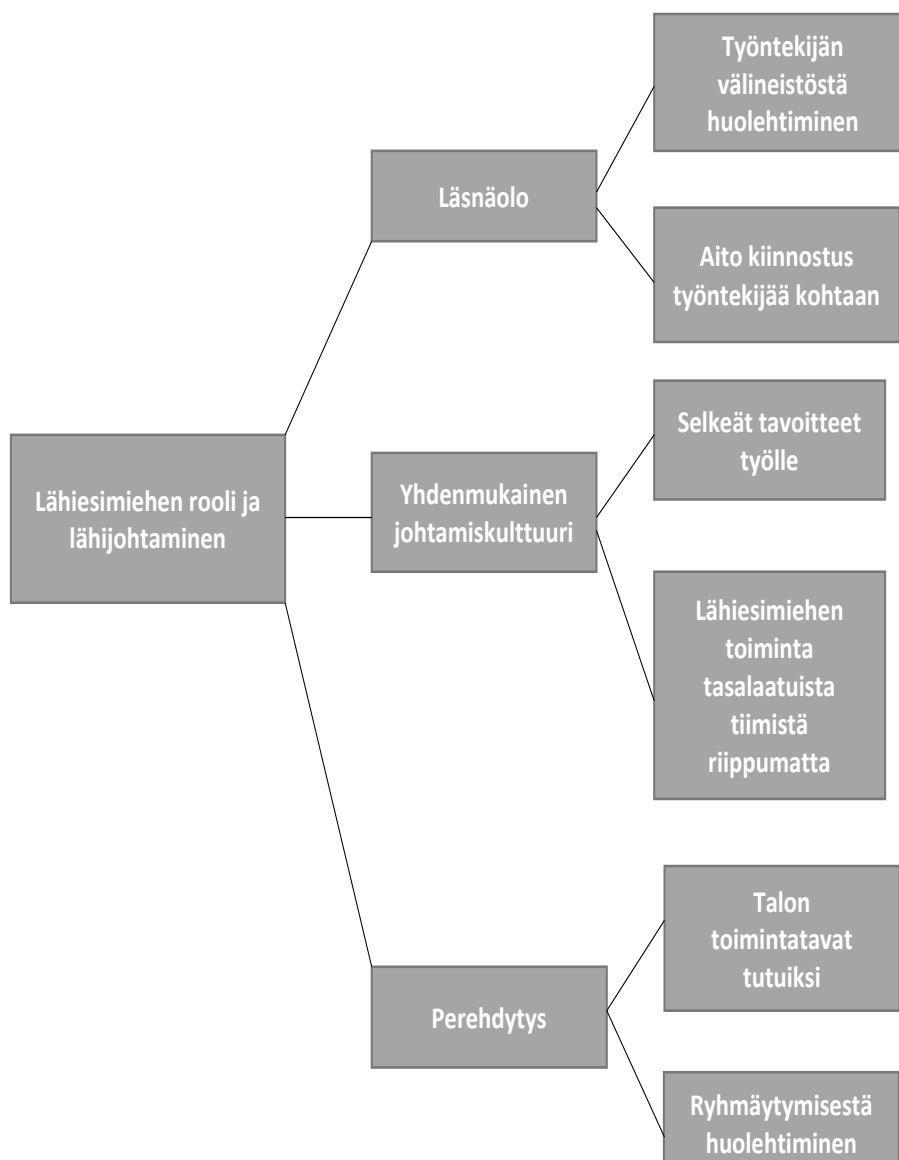 Työntekijän
välineistöstä
huolehtiminen
Läsnäolo
Aito kiinnostus
työntekijää kohtaan
Selkeät tavoitteet
työlle
Lähiesimiehen rooli ja
lähijohtaminen
Yhdenmukainen
johtamiskulttuuri
Lähiesimiehen
toiminta
tasalaatuista
tiimistä
riippumatta
Talon
toimintatavat
tutuiksi
Perehdytys
Ryhmäytymisestä
huolehtiminen